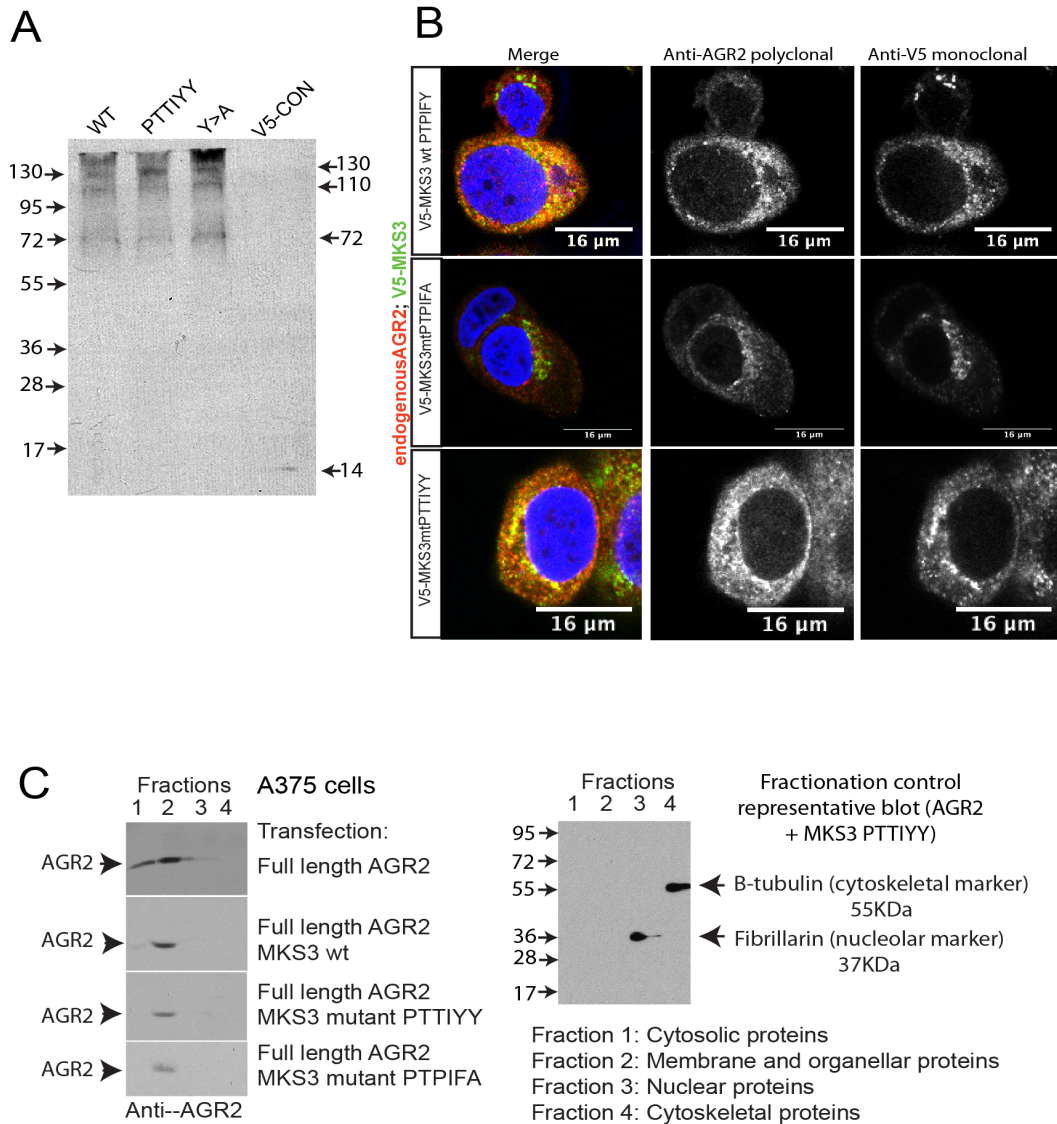 A
WT
PTTIYY
Y>A
V5-CON
130
95
72
55
36
28
17
130
110
72
14
B
Merge
Anti-AGR2 polyclonal
Anti-V5 monoclonal
endogenousAGR2; V5-MKS3
V5-MKS3 wt PTPIFY
16 µm
16 µm
16 µm
V5-MKS3mtPTPIFA
16 µm
16 µm
16 µm
V5-MKS3mtPTTIYY
16 µm
16 µm
16 µm
C
Fractions
1 2 3 4
A375 cells
Transfection:
AGR2
Full length AGR2
AGR2
Full length AGR2
MKS3 wt
AGR2
Full length AGR2
MKS3 mutant PTTIYY
AGR2
Full length AGR2
MKS3 mutant PTPIFA
Anti--AGR2
Fractions
1 2 3 4
95
72
55
36
28
17
Fractionation control
representative blot (AGR2
+ MKS3 PTTIYY)
B-tubulin (cytoskeletal marker)
55KDa
Fibrillarin (nucleolar marker)
37KDa
Fraction 1: Cytosolic proteins
Fraction 2: Membrane and organellar proteins
Fraction 3: Nuclear proteins
Fraction 4: Cytoskeletal proteins